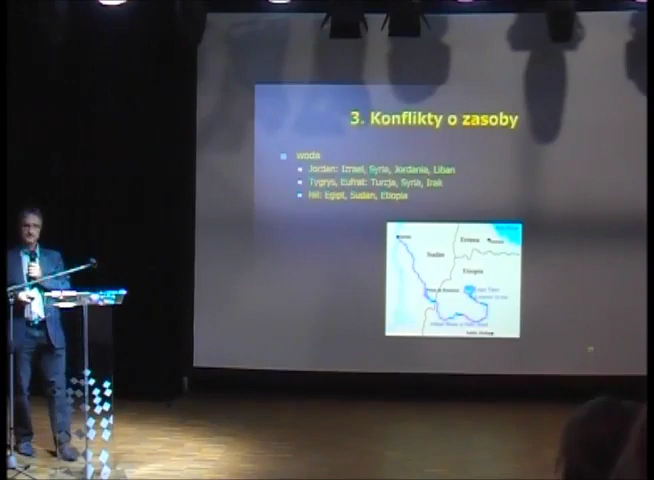 3. Konflikty o zasoby
woda
Jordan: Izrael, Syria, Jordania, Liban
Tygrys, Eufrat: Turcja, Syria, Irak
Nil: Egipt, Sudan, Etiopia
Eritrea
Sudan
Etiopia